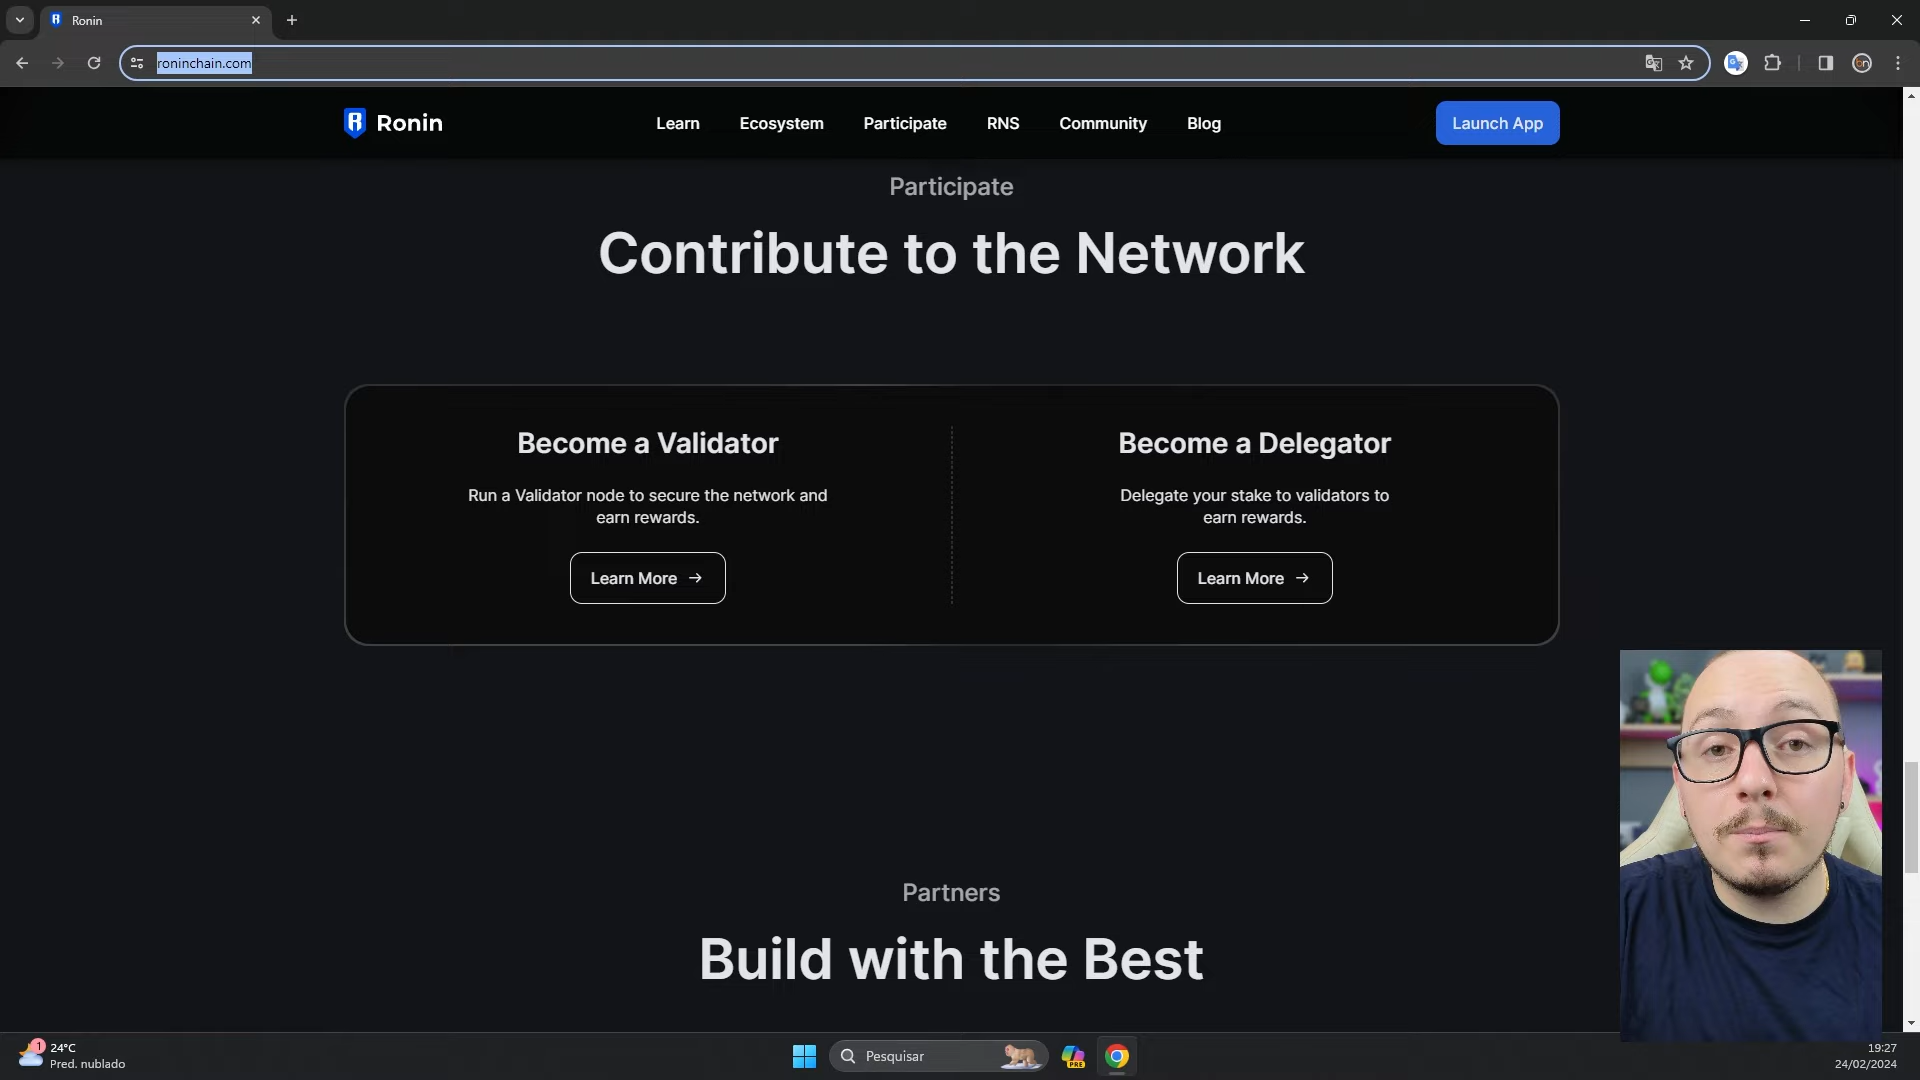 Ronin
roninchain.com
Ronin
Learn
Ecosystem
Participate
RNS
Community
Blog
Launch App
Participate
Contribute to the Network
Become a Validator
Run a Validator node to secure the network and
earn rewards.
Learn More →
Become a Delegator
Delegate your stake to validators to
earn rewards.
Learn More →
Partners
Build with the Best
1
24°C
Pred. nublado
Pesquisar
PRE
19:27
24/02/2024